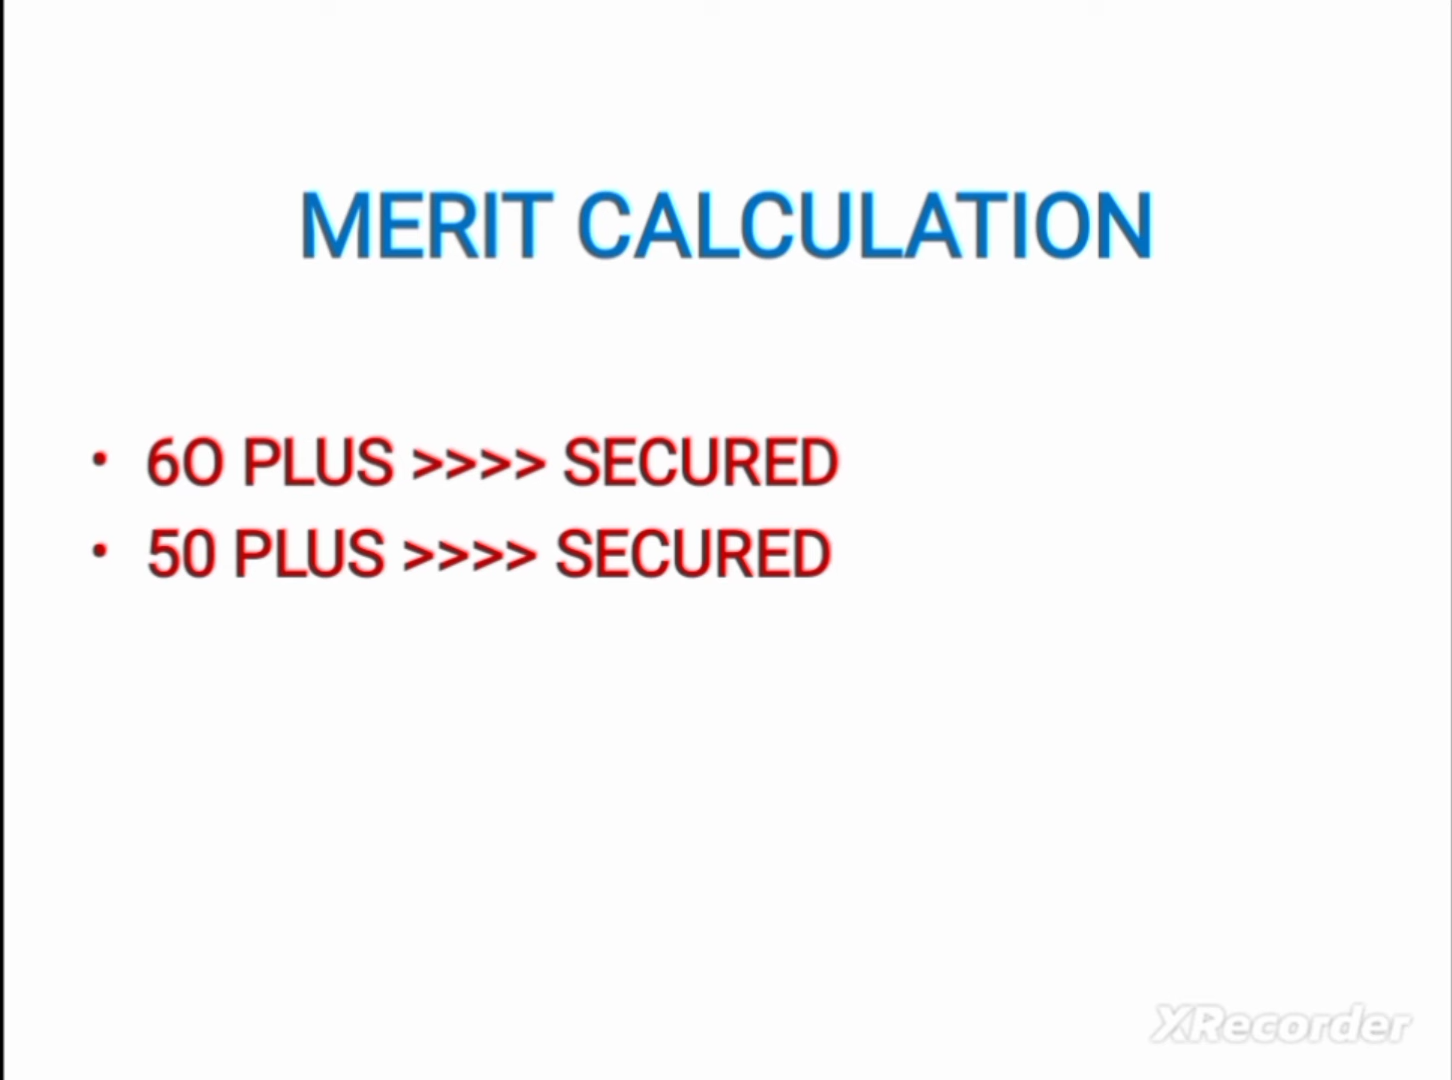 MERIT CALCULATION
• 6O PLUS >>>> SECURED
• 50 PLUS >>>> SECURED
XRecorder